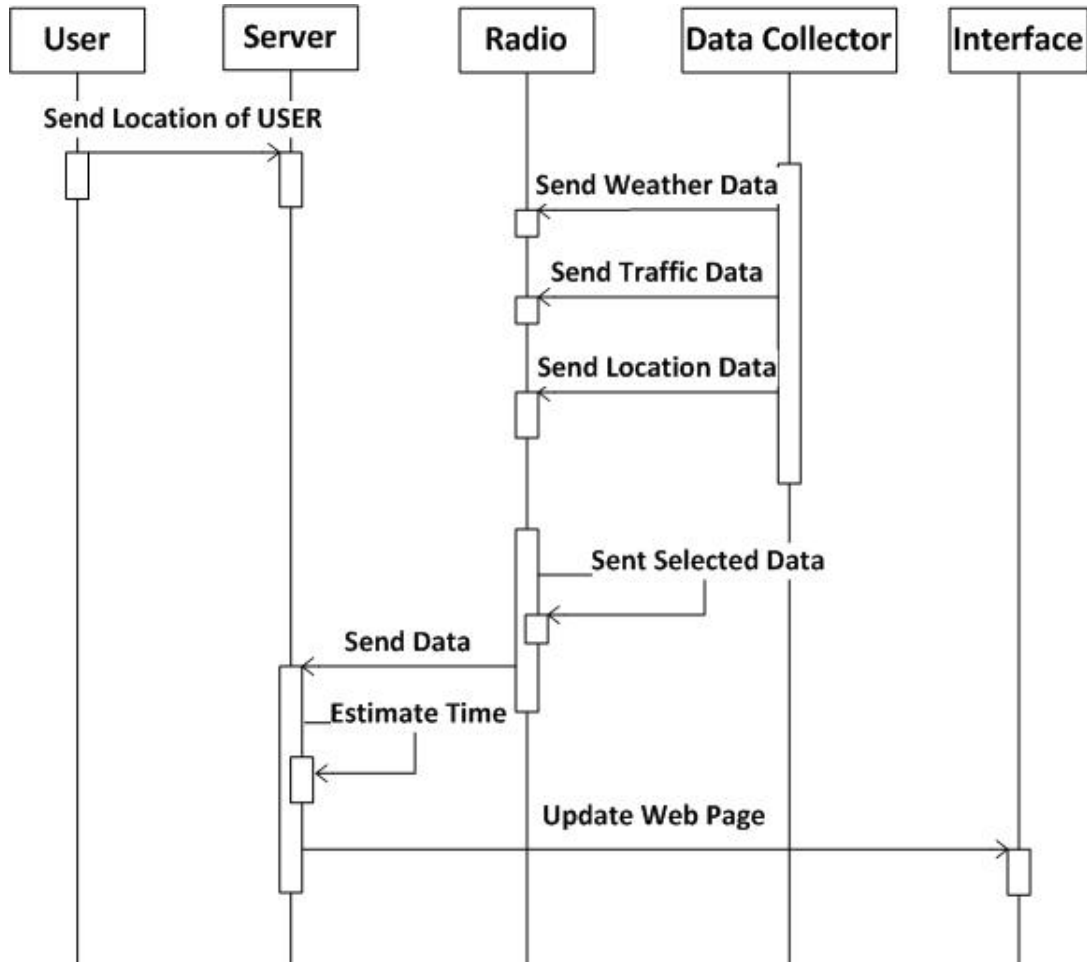 User
Server
Radio
Data Collector
Interface
Send Location of USER
Send Weather Data
Send Traffic Data
Send Location Data
Sent Selected Data
Send Data
Estimate Time
Update Web Page